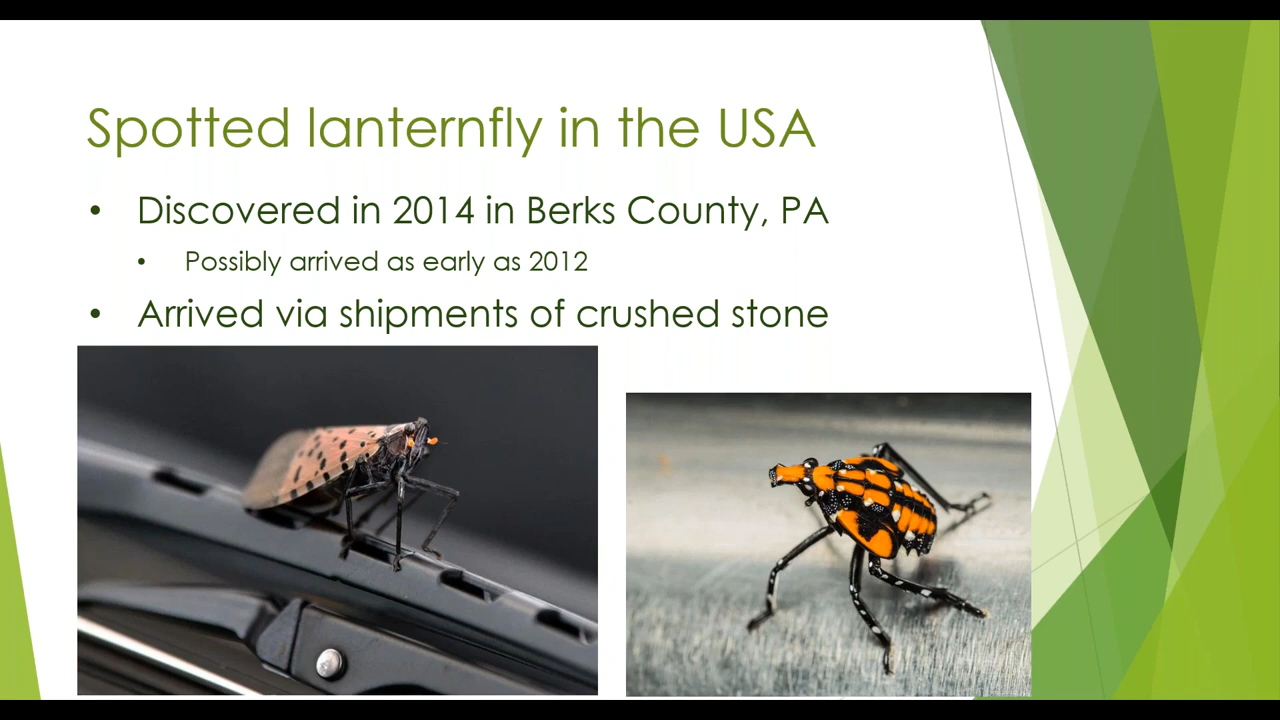 Spotted lanternfly in the USA
• Discovered in 2014 in Berks County, PA
• Possibly arrived as early as 2012
• Arrived via shipments of crushed stone